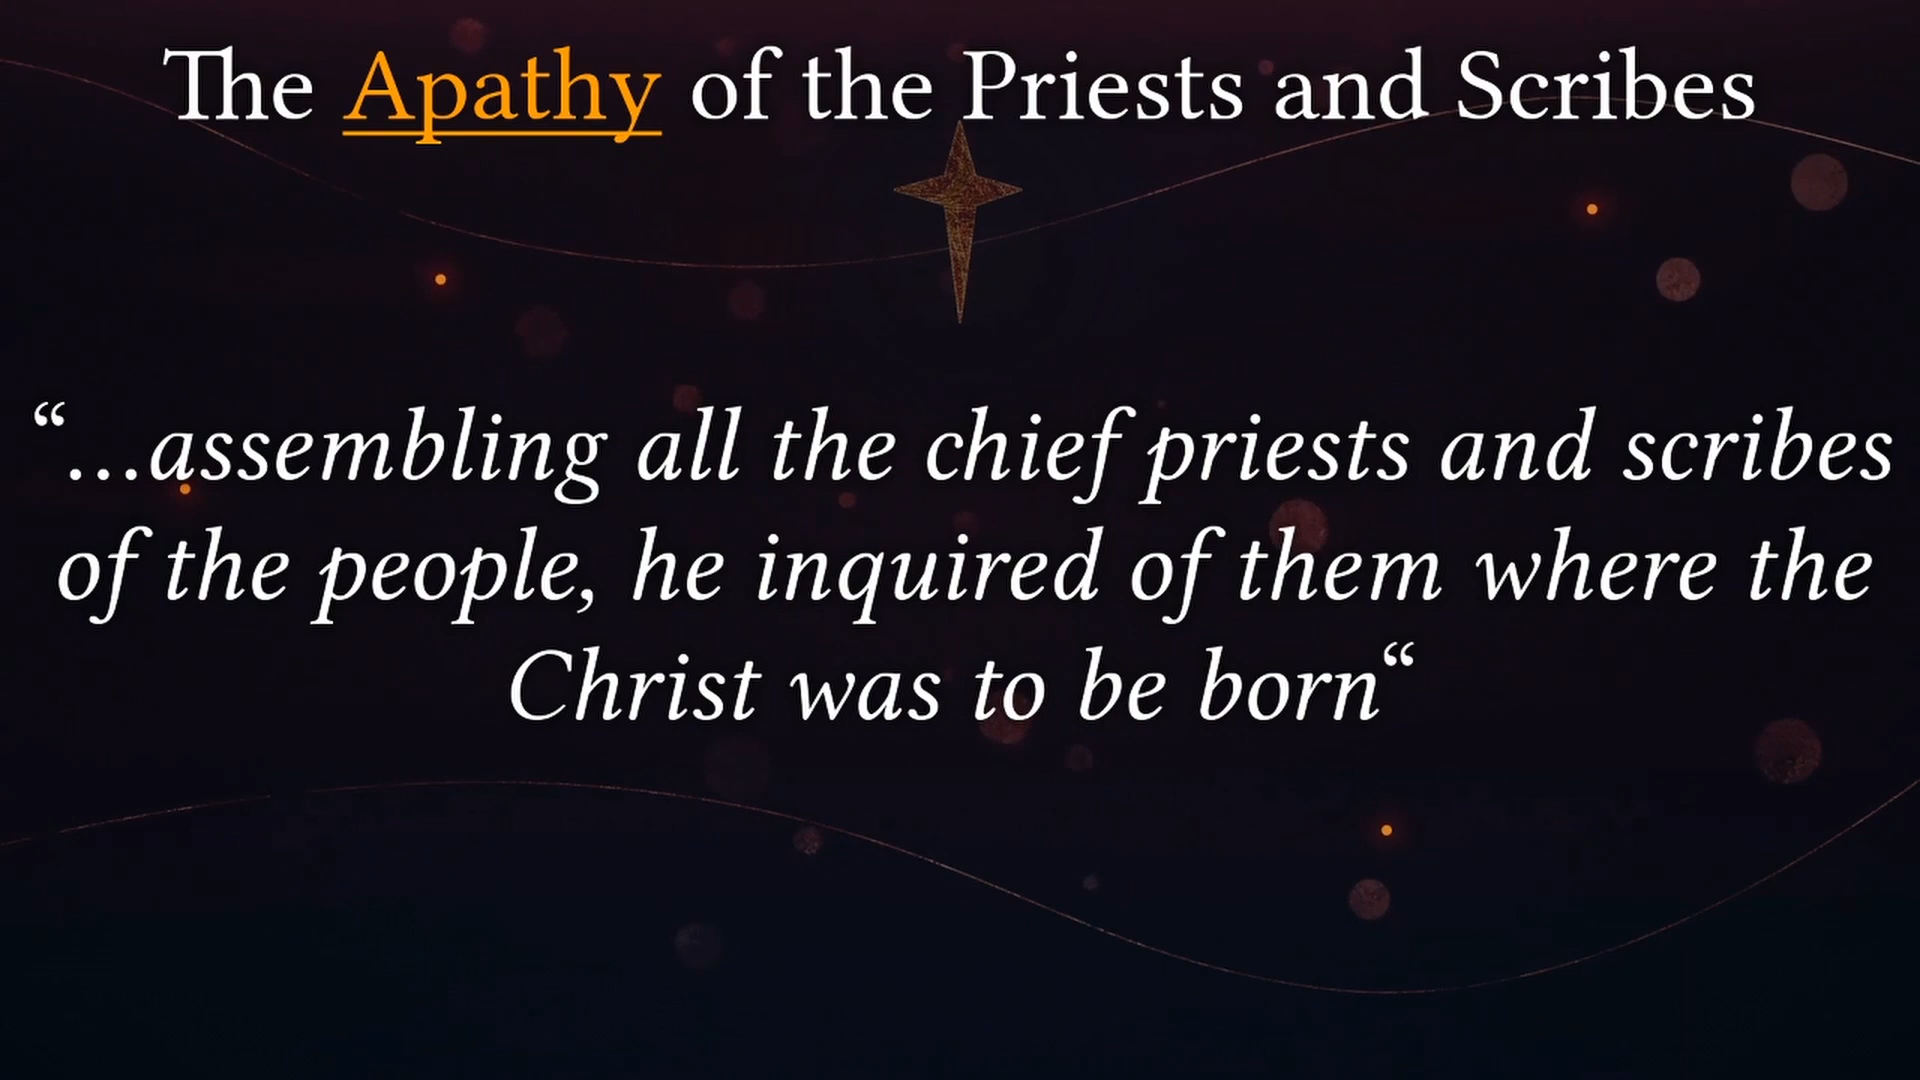 The Apathy of the Priests and Scribes
“...assembling all the chief priests and scribes
of the people, he inquired of them where the
Christ was to be born“